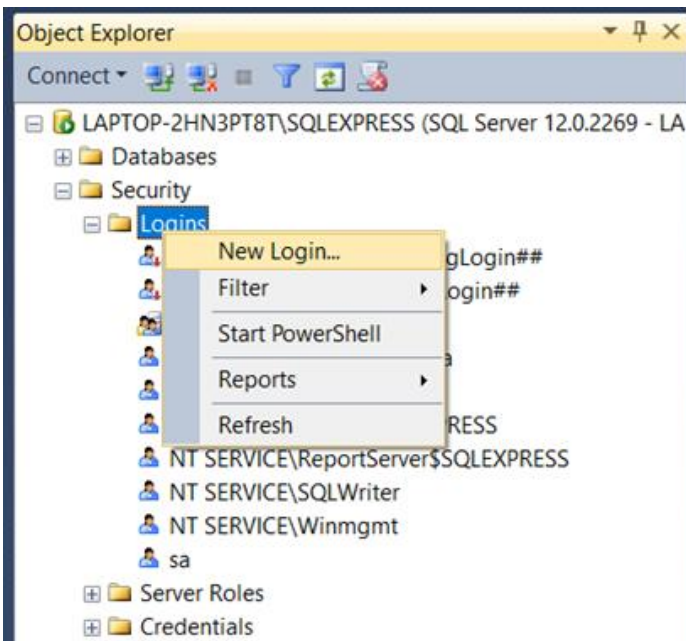 Object Explorer
Connect
LAPTOP-2HN3PT8T\SQLEXPRESS (SQL Server 12.0.2269 - LA
Databases
Security
Logins
New Login...
gLogin##
Filter
ogin##
Start PowerShell
Reports
Refresh
RESS
NT SERVICE\ReportServer$SQLEXPRESS
NT SERVICE\SQLWriter
NT SERVICE\Winmgmt
sa
Server Roles
Credentials